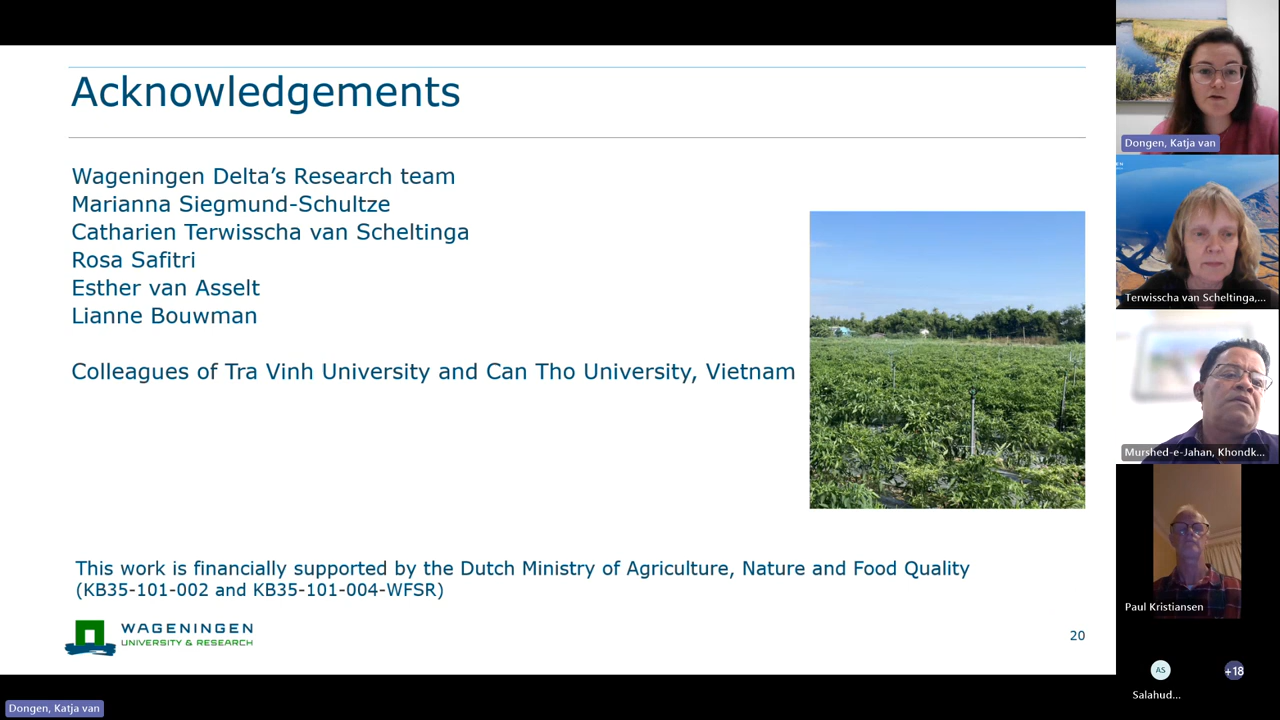 Acknowledgements
Wageningen Delta’s Research team
Marianna Siegmund-Schultze
Catharien Terwisscha van Scheltinga
Rosa Safitri
Esther van Asselt
Lianne Bouwman
Colleagues of Tra Vinh University and Can Tho University, Vietnam
This work is financially supported by the Dutch Ministry of Agriculture, Nature and Food Quality
(KB35-101-002 and KB35-101-004-WFSR)
WAGENINGEN
UNIVERSITY & RESEARCH
20
Dongen, Katja van
Dongen, Katja van
Terwisscha van Scheltinga,...
Murshed-e-Jahan, Khondk...
Paul Kristiansen
AS
+18
Salahud...